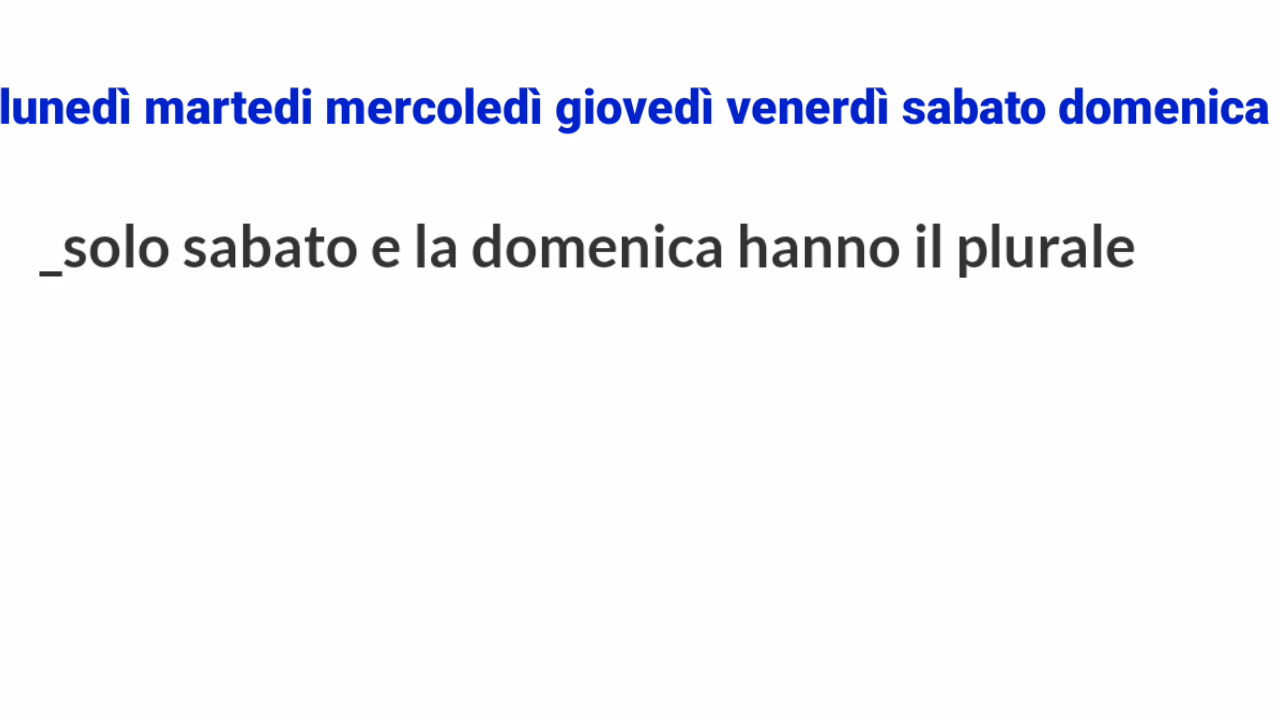 lunedì martedi mercoledì giovedì venerdì sabato domenica
_solo sabato e la domenica hanno il plurale